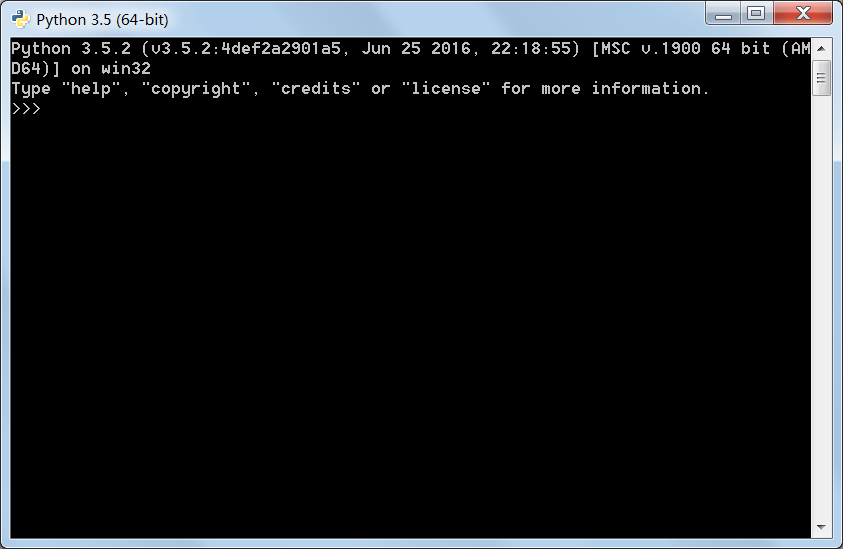 Python 3.5 (64-bit)
Python 3.5.2 (v3.5.2:4def2a2901a5, Jun 25 2016, 22:18:55) [MSC v.1900 64 bit (AM
D64)] on win32
Type "help", "copyright", "credits" or "license" for more information.
>>>